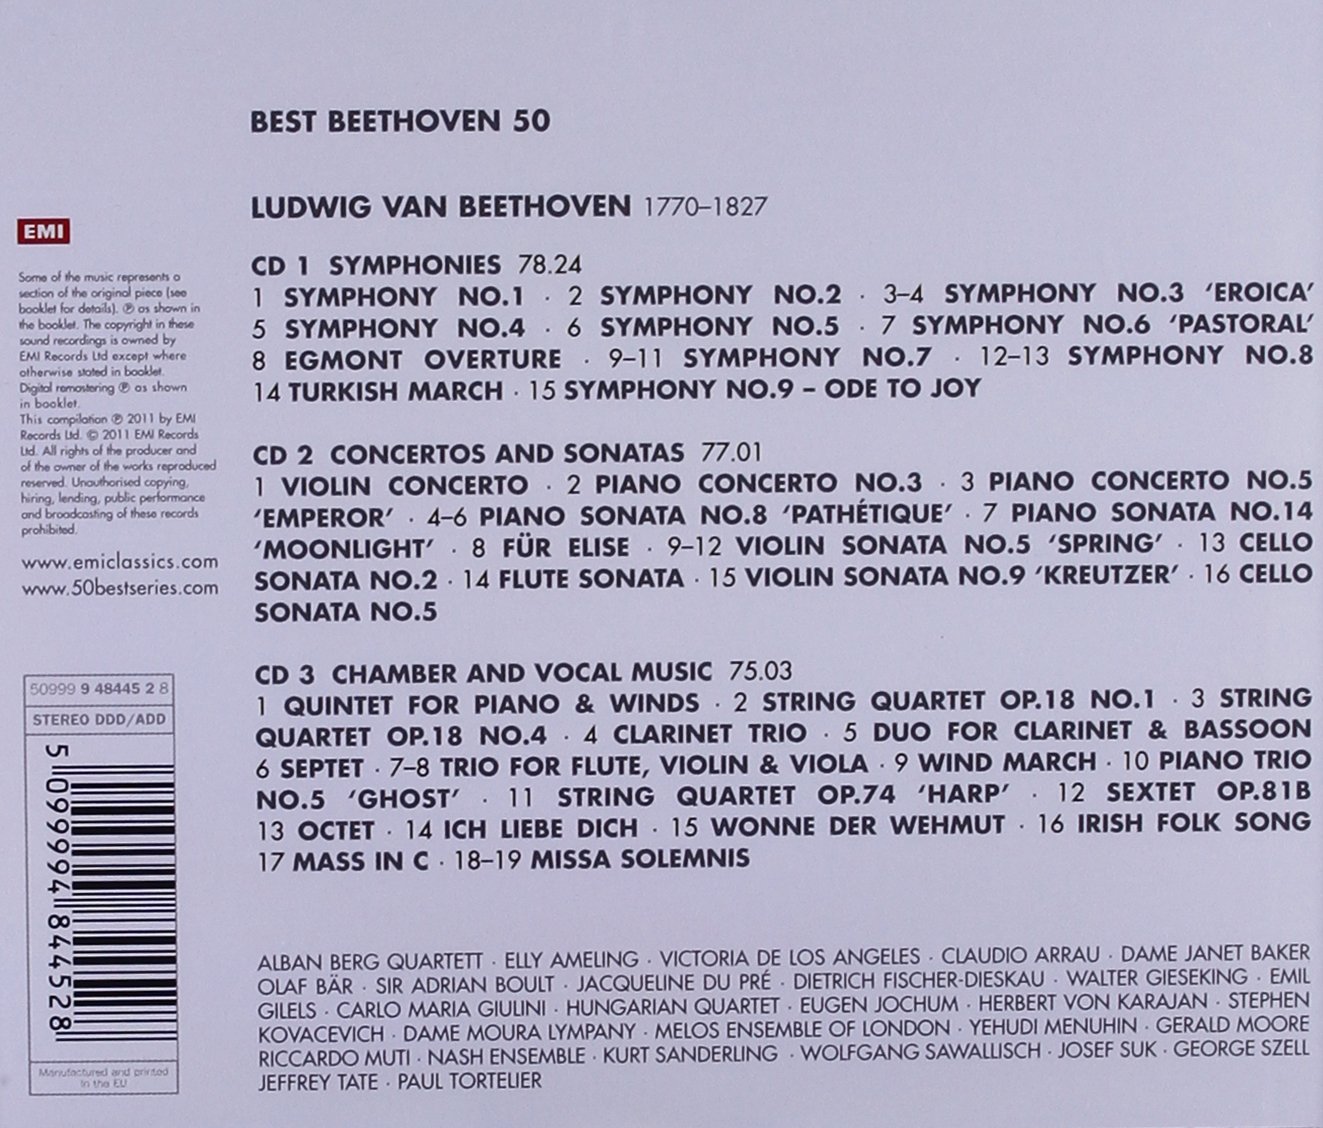 BEST BEETHOVEN 50
LUDWIG VAN BEETHOVEN 1770–1827
CD 1 SYMPHONIES 78.24
1 SYMPHONY NO.1 · 2 SYMPHONY NO.2 · 3–4 SYMPHONY NO.3 ‘EROICA’
5 SYMPHONY NO.4 · 6 SYMPHONY NO.5 · 7 SYMPHONY NO.6 ‘PASTORAL’
8 EGMONT OVERTURE · 9–11 SYMPHONY NO.7 · 12–13 SYMPHONY NO.8
14 TURKISH MARCH · 15 SYMPHONY NO.9 – ODE TO JOY
CD 2 CONCERTOS AND SONATAS 77.01
1 VIOLIN CONCERTO · 2 PIANO CONCERTO NO.3 · 3 PIANO CONCERTO NO.5
‘EMPEROR’ · 4–6 PIANO SONATA NO.8 ‘PATHÉTIQUE’ · 7 PIANO SONATA NO.14
‘MOONLIGHT’ · 8 FÜR ELISE · 9–12 VIOLIN SONATA NO.5 ‘SPRING’ · 13 CELLO
SONATA NO.2 · 14 FLUTE SONATA · 15 VIOLIN SONATA NO.9 ‘KREUTZER’ · 16 CELLO
SONATA NO.5
CD 3 CHAMBER AND VOCAL MUSIC 75.03
1 QUINTET FOR PIANO & WINDS · 2 STRING QUARTET OP.18 NO.1 · 3 STRING
QUARTET OP.18 NO.4 · 4 CLARINET TRIO · 5 DUO FOR CLARINET & BASSOON
6 SEPTET · 7–8 TRIO FOR FLUTE, VIOLIN & VIOLA · 9 WIND MARCH · 10 PIANO TRIO
NO.5 ‘GHOST’ · 11 STRING QUARTET OP.74 ‘HARP’ · 12 SEXTET OP.81B
13 OCTET · 14 ICH LIEBE DICH · 15 WONNE DER WEHMUT · 16 IRISH FOLK SONG
17 MASS IN C · 18–19 MISSA SOLEMNIS
ALBAN BERG QUARTETT · ELLY AMELING · VICTORIA DE LOS ANGELES · CLAUDIO ARRAU · DAME JANET BAKER
OLAF BÄR · SIR ADRIAN BOULT · JACQUELINE DU PRÉ · DIETRICH FISCHER-DIESKAU · WALTER GIESEKING · EMIL
GILELS · CARLO MARIA GIULINI · HUNGARIAN QUARTET · EUGEN JOCHUM · HERBERT VON KARAJAN · STEPHEN
KOVACEVICH · DAME MOURA LYMPANY · MELOS ENSEMBLE OF LONDON · YEHUDI MENUHIN · GERALD MOORE
RICCARDO MUTI · NASH ENSEMBLE · KURT SANDERLING · WOLFGANG SAWALLISCH · JOSEF SUK · GEORGE SZELL
JEFFREY TATE · PAUL TORTELIER
EMI
Some of the music represents a
section of the original piece (see
booklet for details). ℗ as shown in
the booklet. The copyright in these
sound recordings is owned by
EMI Records Ltd except where
otherwise stated in booklet.
Digital remastering ℗ as shown
in booklet.
This compilation ℗ 2011 by EMI
Records Ltd. © 2011 EMI Records
Ltd. All rights of the producer and
of the owner of the works reproduced
reserved. Unauthorised copying,
hiring, lending, public performance
and broadcasting of these records
prohibited.
www.emiclassics.com
www.50bestseries.com
50999 9 48445 2 8
STEREO DDD/ADD
5 099994 844528
Manufactured and printed
in the EU